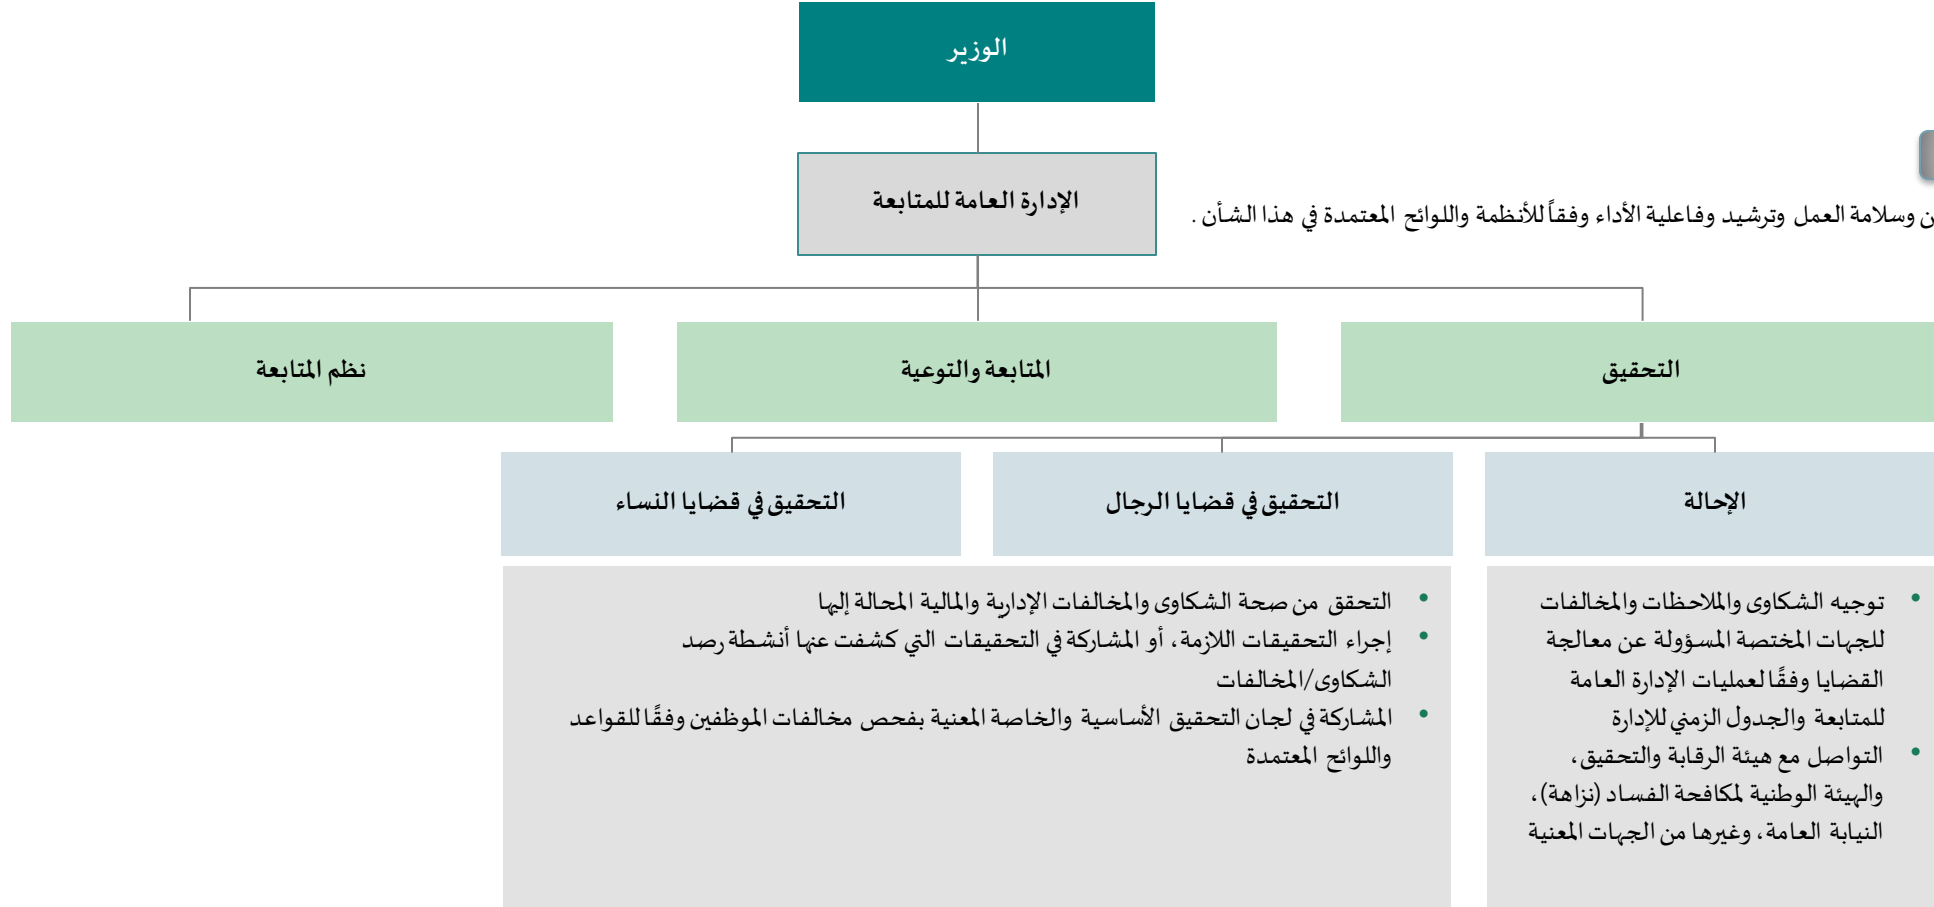 الوزير
الإدارة العامة للمتابعة
وسلامة العمل وترشيد وفاعلية الأداء وفقاً للأنظمة واللوائح المعتمدة في هذا الشأن .
التحقيق
المتابعة والتوعية
نظم المتابعة
الإحالة
التحقيق في قضايا الرجال
التحقيق في قضايا النساء
• توجيه الشكاوى والملاحظات والمخالفات
للجهات المختصة المسؤولة عن معالجة
القضايا وفقًا لعمليات الإدارة العامة
للمتابعة والجدول الزمني للإدارة
• التواصل مع هيئة الرقابة والتحقيق،
والهيئة الوطنية لمكافحة الفساد (نزاهة)،
النيابة العامة، وغيرها من الجهات المعنية
• التحقق من صحة الشكاوى والمخالفات الإدارية والمالية المحالة إليها
• إجراء التحقيقات اللازمة، أو المشاركة في التحقيقات التي كشفت عنها أنشطة رصد
الشكاوى/المخالفات
• المشاركة في لجان التحقيق الأساسية والخاصة المعنية بفحص مخالفات الموظفين وفقًا للقواعد
واللوائح المعتمدة